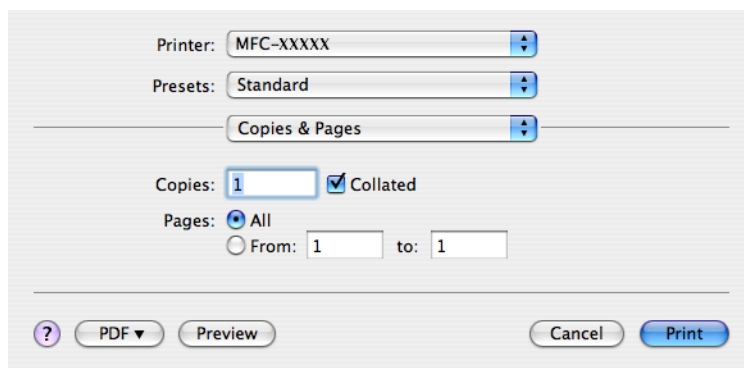 Printer: MFC-XXXXX
Presets: Standard
Copies & Pages
Copies: 1 Collated
Pages: All
From: 1 to: 1
? PDF ▼ Preview Cancel Print